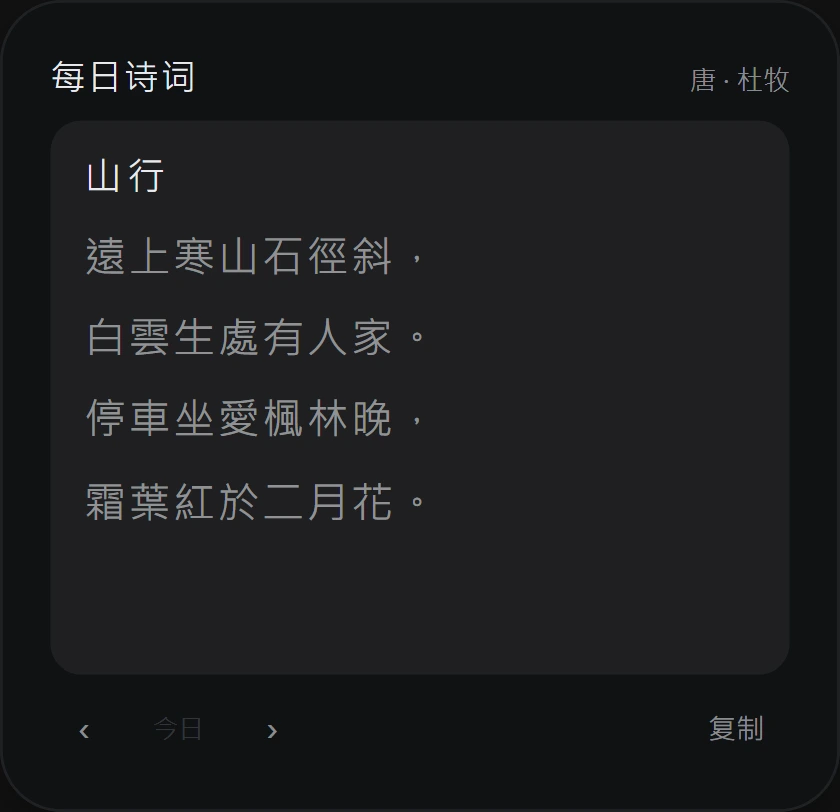 每日诗词
唐 · 杜牧
山行
遠上寒山石徑斜，
白雲生處有人家。
停車坐愛楓林晚，
霜葉紅於二月花。
‹ 今日 › 复制